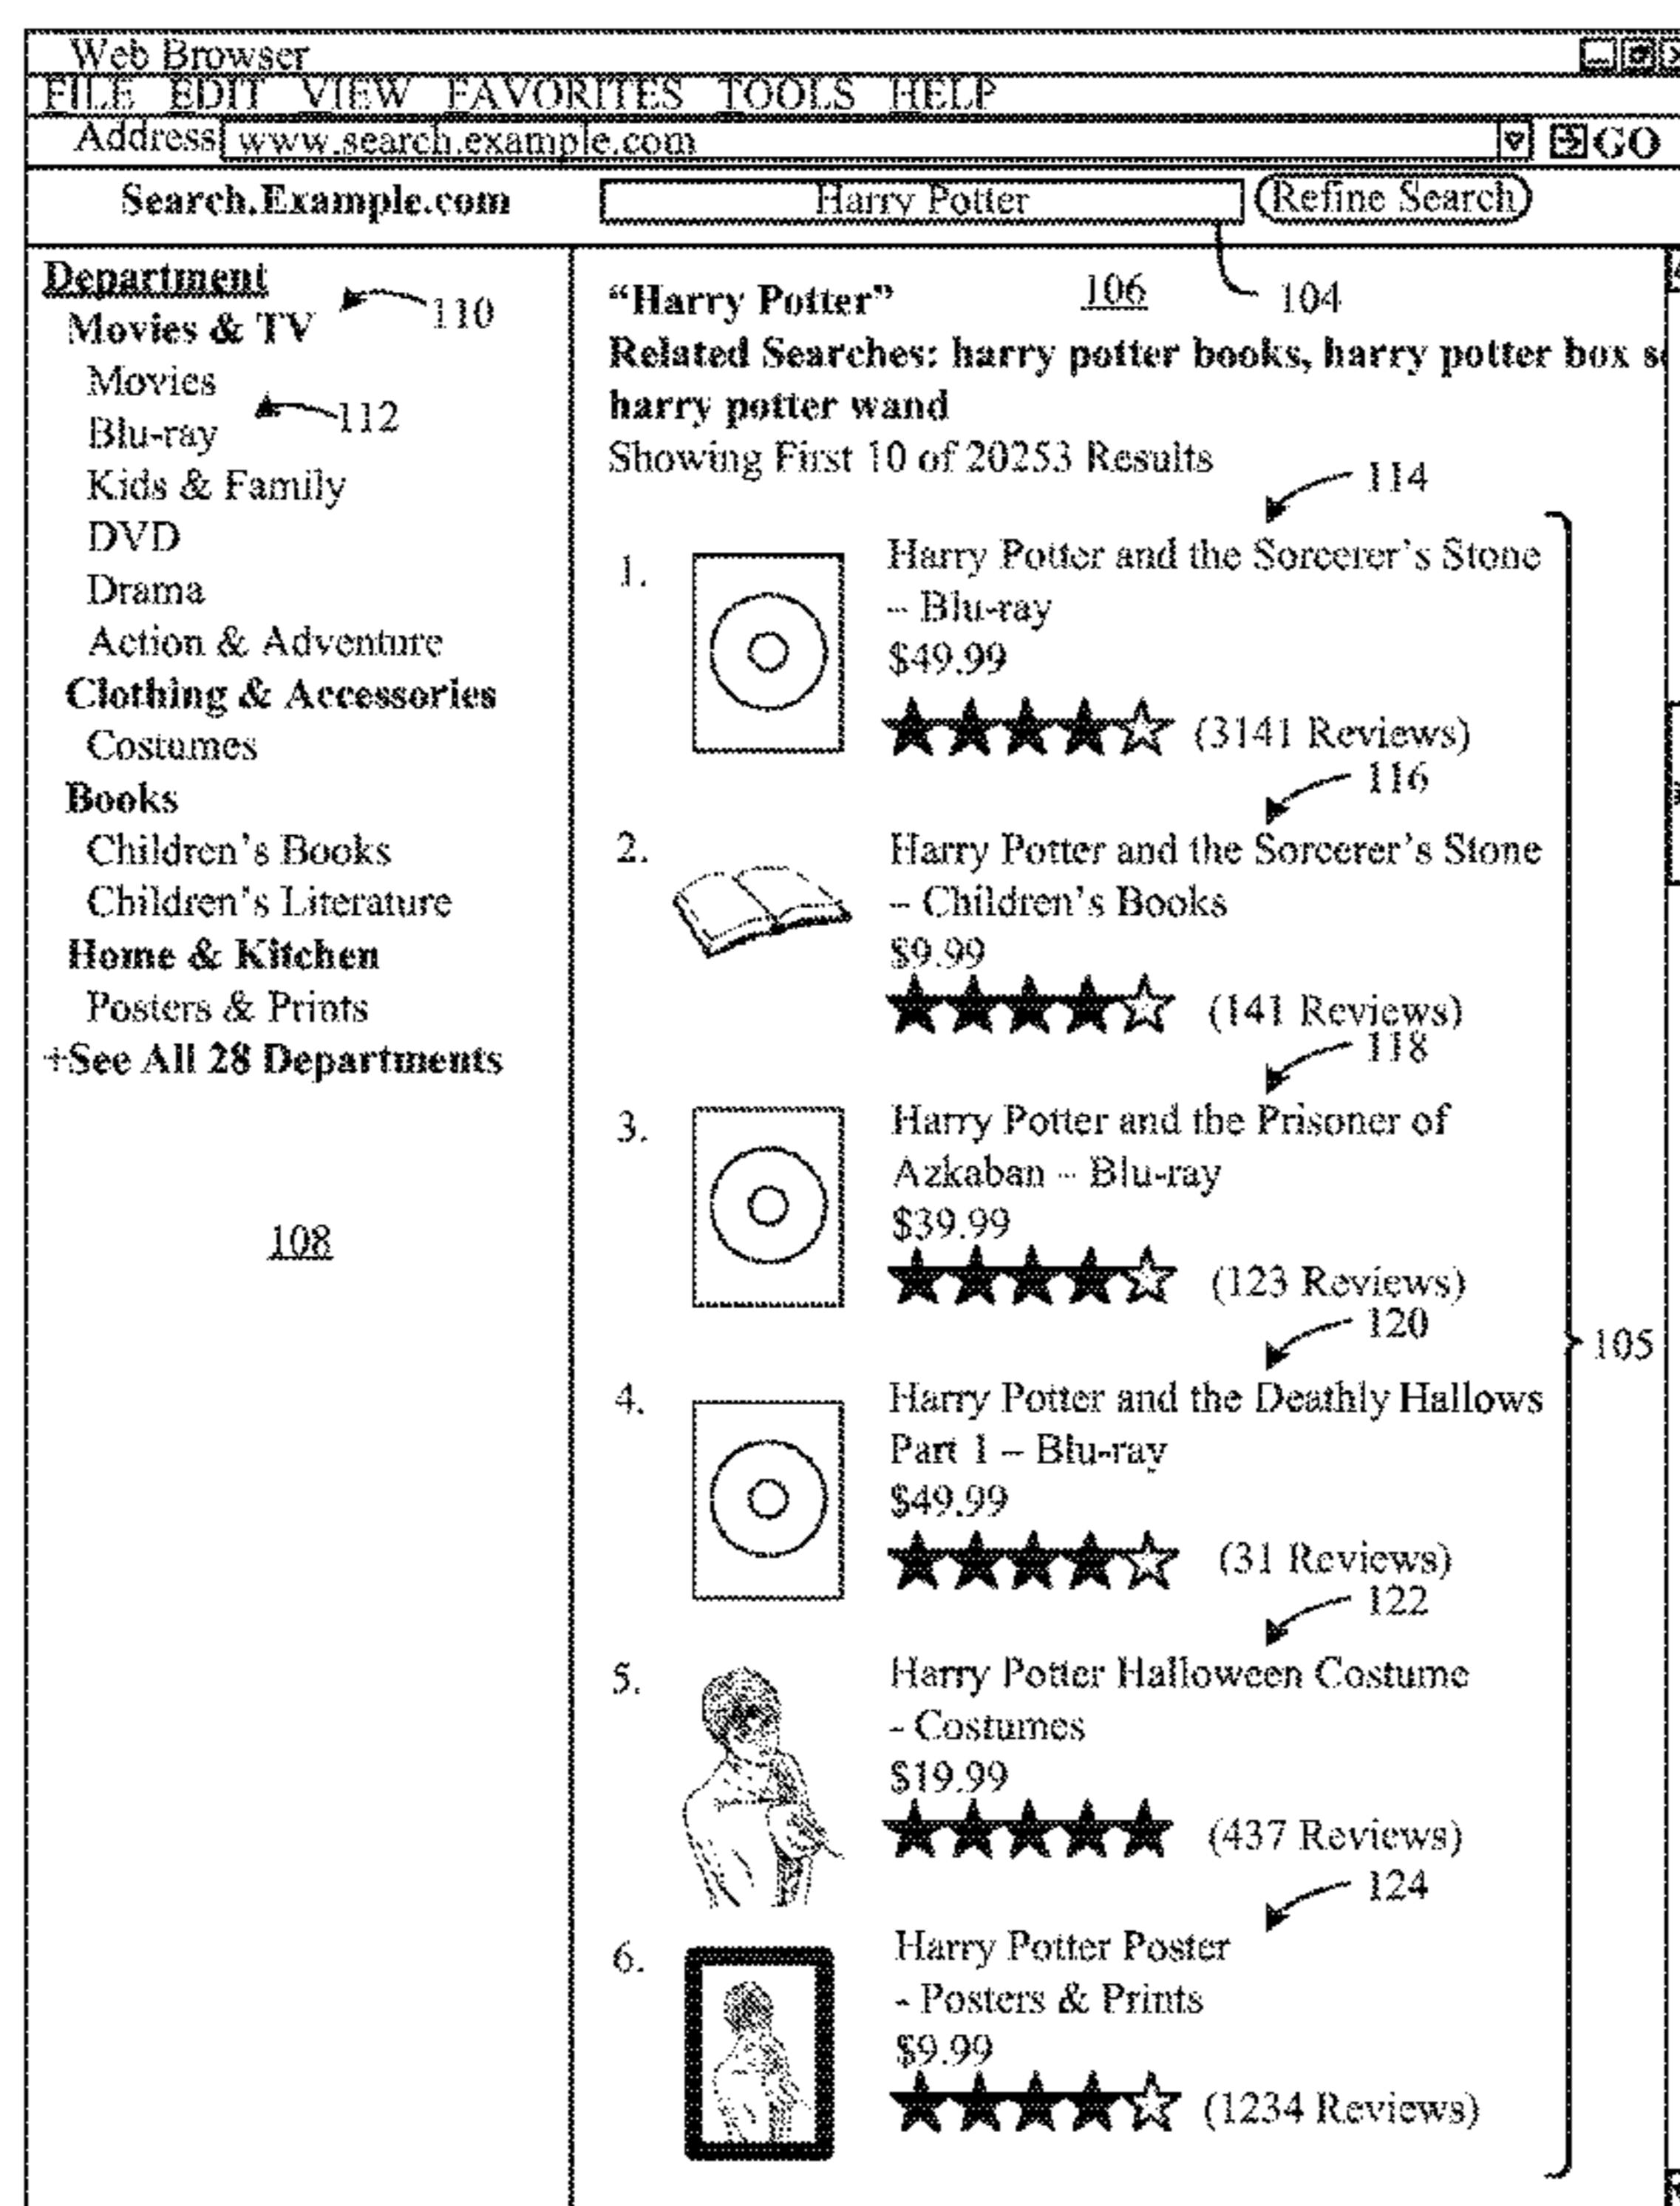 Web Browser
FILE EDIT VIEW FAVORITES TOOLS HELP
Address www.search.example.com GO
Search.Example.com Harry Potter Refine Search
Department
110
Movies & TV
Movies
112
Blu-ray
Kids & Family
DVD
Drama
Action & Adventure
Clothing & Accessories
Costumes
Books
Children's Books
Children's Literature
Home & Kitchen
Posters & Prints
+See All 28 Departments
108
"Harry Potter" 106 104
Related Searches: harry potter books, harry potter box
harry potter wand
Showing First 10 of 20253 Results
114
1. Harry Potter and the Sorcerer's Stone
– Blu-ray
$49.99
(3141 Reviews)
116
2. Harry Potter and the Sorcerer's Stone
– Children's Books
$9.99
(141 Reviews)
118
3. Harry Potter and the Prisoner of
Azkaban – Blu-ray
$39.99
(123 Reviews)
120
105
4. Harry Potter and the Deathly Hallows
Part 1 – Blu-ray
$49.99
(31 Reviews)
122
5. Harry Potter Halloween Costume
- Costumes
$19.99
(437 Reviews)
124
6. Harry Potter Poster
- Posters & Prints
$9.99
(1234 Reviews)